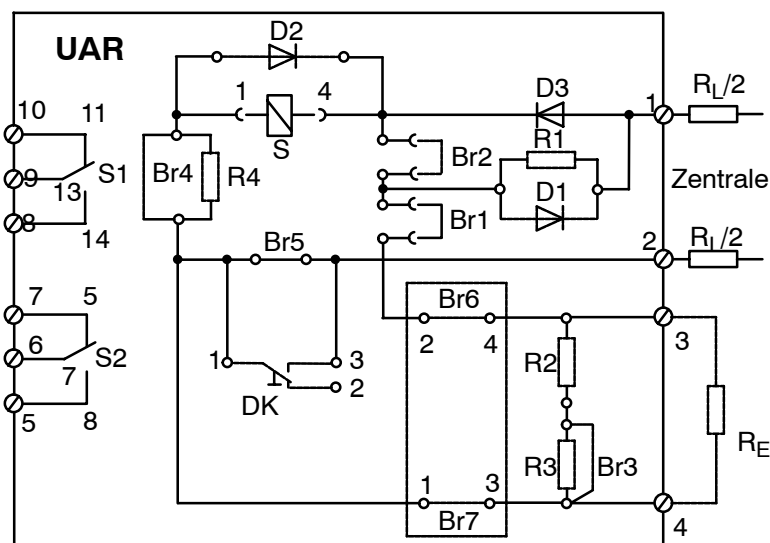 UAR
D2
10
11
1
4
D3
1
R_L/2
S
R1
9
S1
Br4
R4
Br2
13
Zentrale
D1
8
14
Br1
2
R_L/2
Br5
7
5
Br6
6
S2
2
4
3
7
1
3
R2
2
DK
5
8
R_E
1
3
R3
Br3
Br7
4